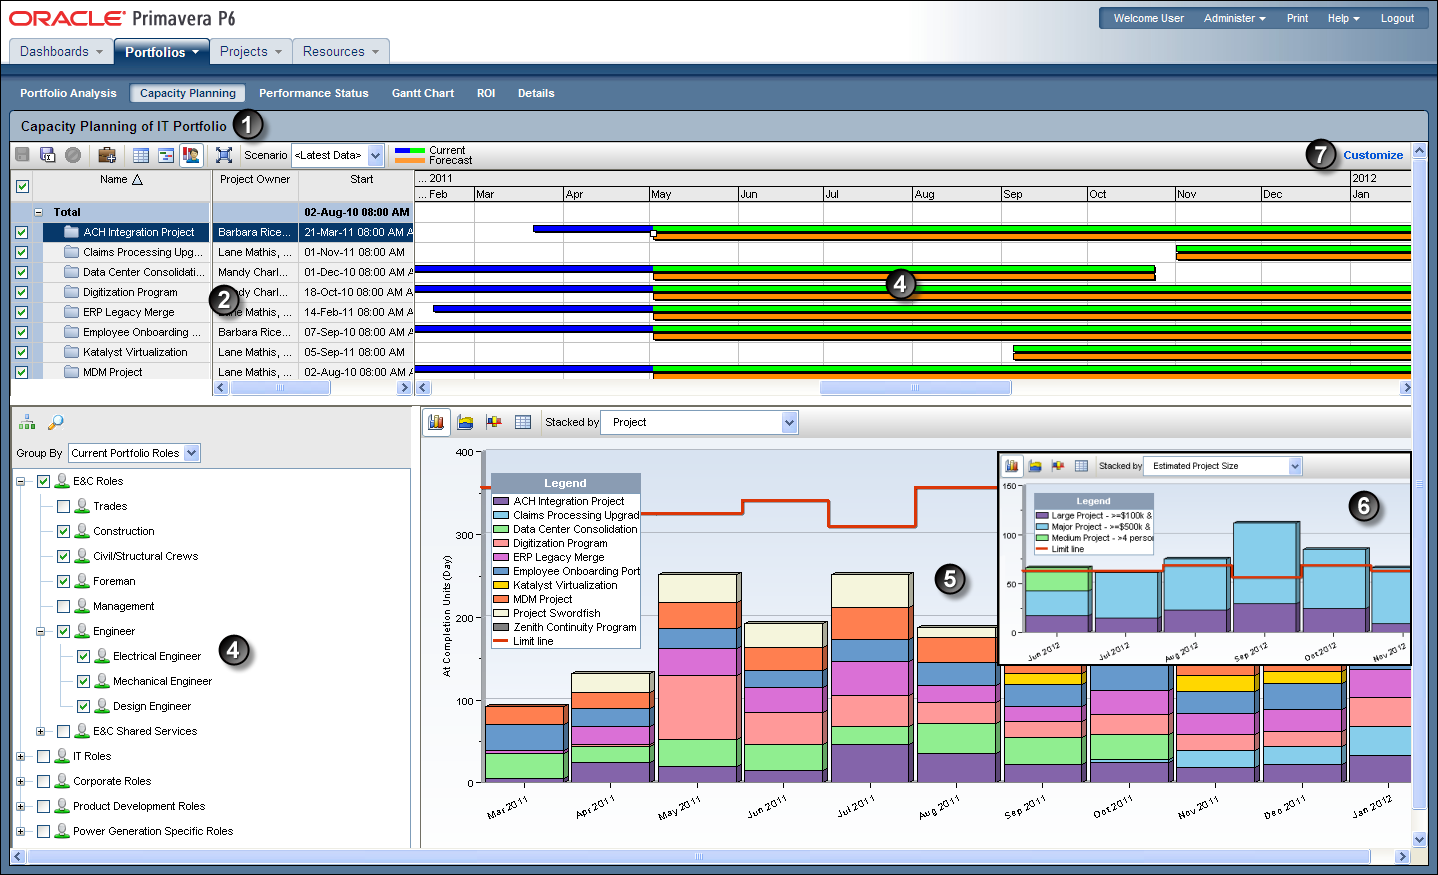 ORACLE Primavera P6
Welcome User Administer Print Help Logout
Dashboards Portfolios Projects Resources
Portfolio Analysis Capacity Planning Performance Status Gantt Chart ROI Details
Capacity Planning of IT Portfolio 1
Scenario <Latest Data> Current Forecast 7 Customize
Name Project Owner Start ... 2011 2012
... Feb Mar Apr May Jun Jul Aug Sep Oct Nov Dec Jan
Total 02-Aug-10 08:00 AM
ACH Integration Project Barbara Rice... 21-Mar-11 08:00 AM A
Claims Processing Upg... Lane Mathis, ... 01-Nov-11 08:00 AM
Data Center Consolidati... Mandy Charl... 01-Dec-10 08:00 AM A
Digitization Program ndy Charl... 18-Oct-10 08:00 AM A
2 4
ERP Legacy Merge e Mathis, ... 14-Feb-11 08:00 AM A
Employee Onboarding ... Barbara Rice... 07-Sep-10 08:00 AM A
Katalyst Virtualization Lane Mathis, ... 05-Sep-11 08:00 AM
MDM Project Lane Mathis, ... 02-Aug-10 08:00 AM A
Group By Current Portfolio Roles
E&C Roles
Trades
Construction
Civil/Structural Crews
Foreman
Management
Engineer
4
Electrical Engineer
Mechanical Engineer
Design Engineer
E&C Shared Services
IT Roles
Corporate Roles
Product Development Roles
Power Generation Specific Roles
Stacked by Project
400
300
200
100
0
At Completion Units (Day)
Legend
ACH Integration Project
Claims Processing Upgrad
Data Center Consolidation
Digitization Program
ERP Legacy Merge
Employee Onboarding Port
Katalyst Virtualization
MDM Project
Project Swordfish
Zenith Continuity Program
Limit line
5
Mar 2011 Apr 2011 May 2011 Jun 2011 Jul 2011 Aug 2011 Sep 2011 Oct 2011 Nov 2011 Dec 2011 Jan 2012
Stacked by Estimated Project Size
150
100
50
0
Legend
Large Project - >=$100k &
Major Project - >=$500k &
Medium Project - >4 perso
Limit line
6
Jun 2012 Jul 2012 Aug 2012 Sep 2012 Oct 2012 Nov 2012